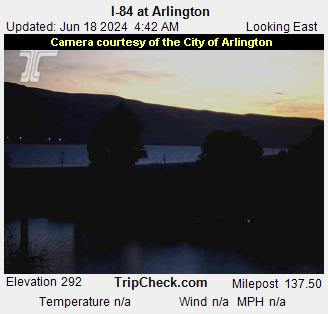 I-84 at Arlington
Updated: Jun 18 2024 4:42 AM Looking East
Camera courtesy of the City of Arlington
Elevation 292 TripCheck.com Milepost 137.50
Temperature n/a Wind n/a MPH n/a